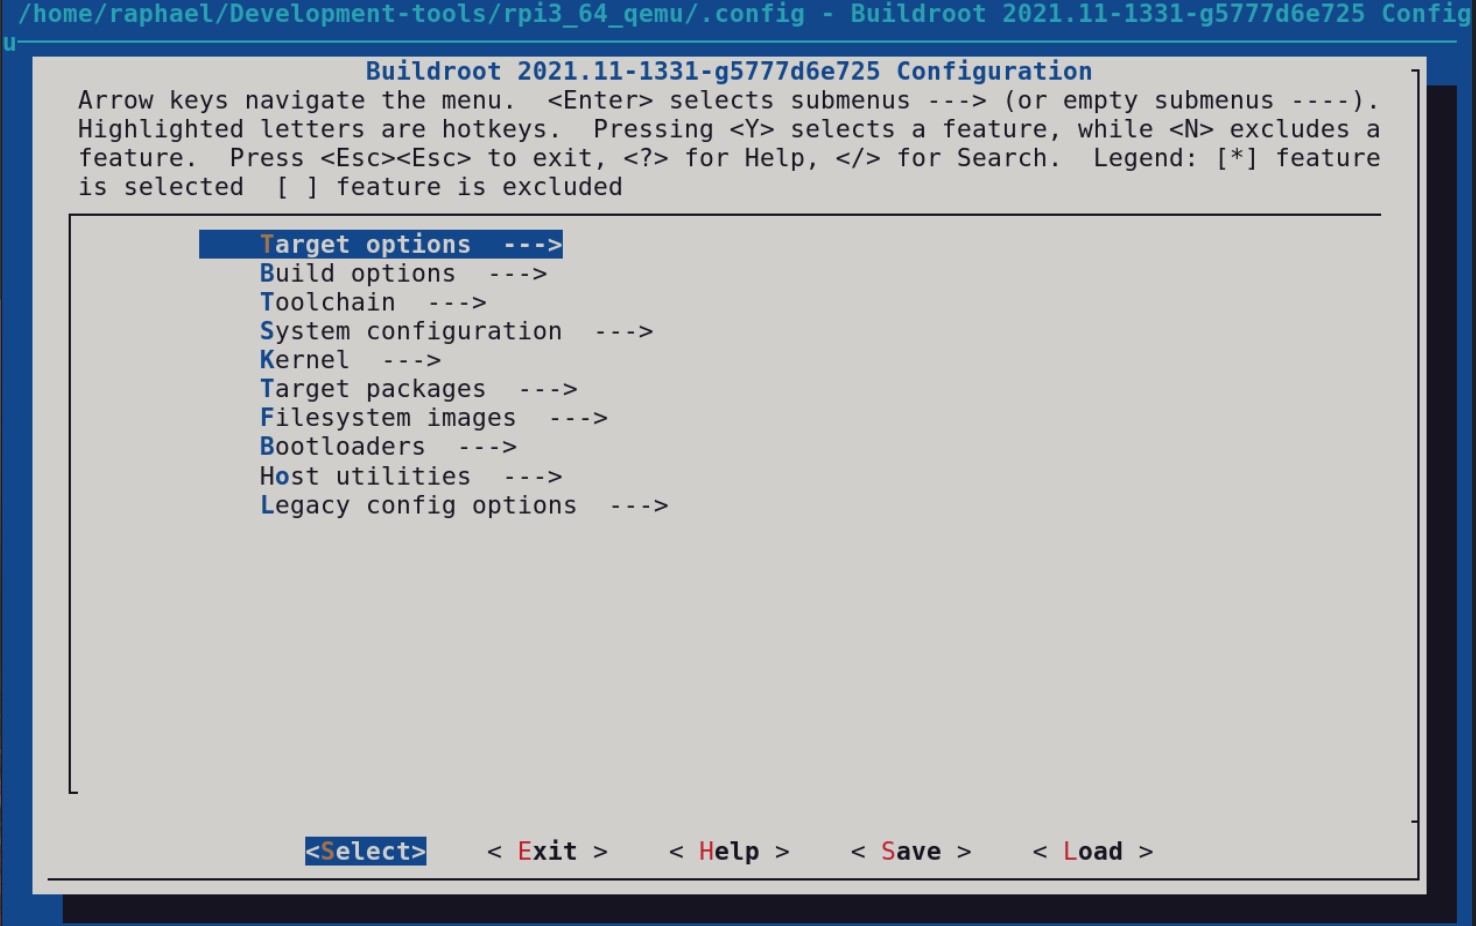 /home/raphael/Development-tools/rpi3_64_qemu/.config - Buildroot 2021.11-1331-g5777d6e725 Config
u
Buildroot 2021.11-1331-g5777d6e725 Configuration
Arrow keys navigate the menu.  <Enter> selects submenus ---> (or empty submenus ----).
Highlighted letters are hotkeys.  Pressing <Y> selects a feature, while <N> excludes a
feature.  Press <Esc><Esc> to exit, <?> for Help, </> for Search.  Legend: [*] feature
is selected  [ ] feature is excluded
Target options  --->
Build options  --->
Toolchain  --->
System configuration  --->
Kernel  --->
Target packages  --->
Filesystem images  --->
Bootloaders  --->
Host utilities  --->
Legacy config options  --->
<Select>    < Exit >    < Help >    < Save >    < Load >